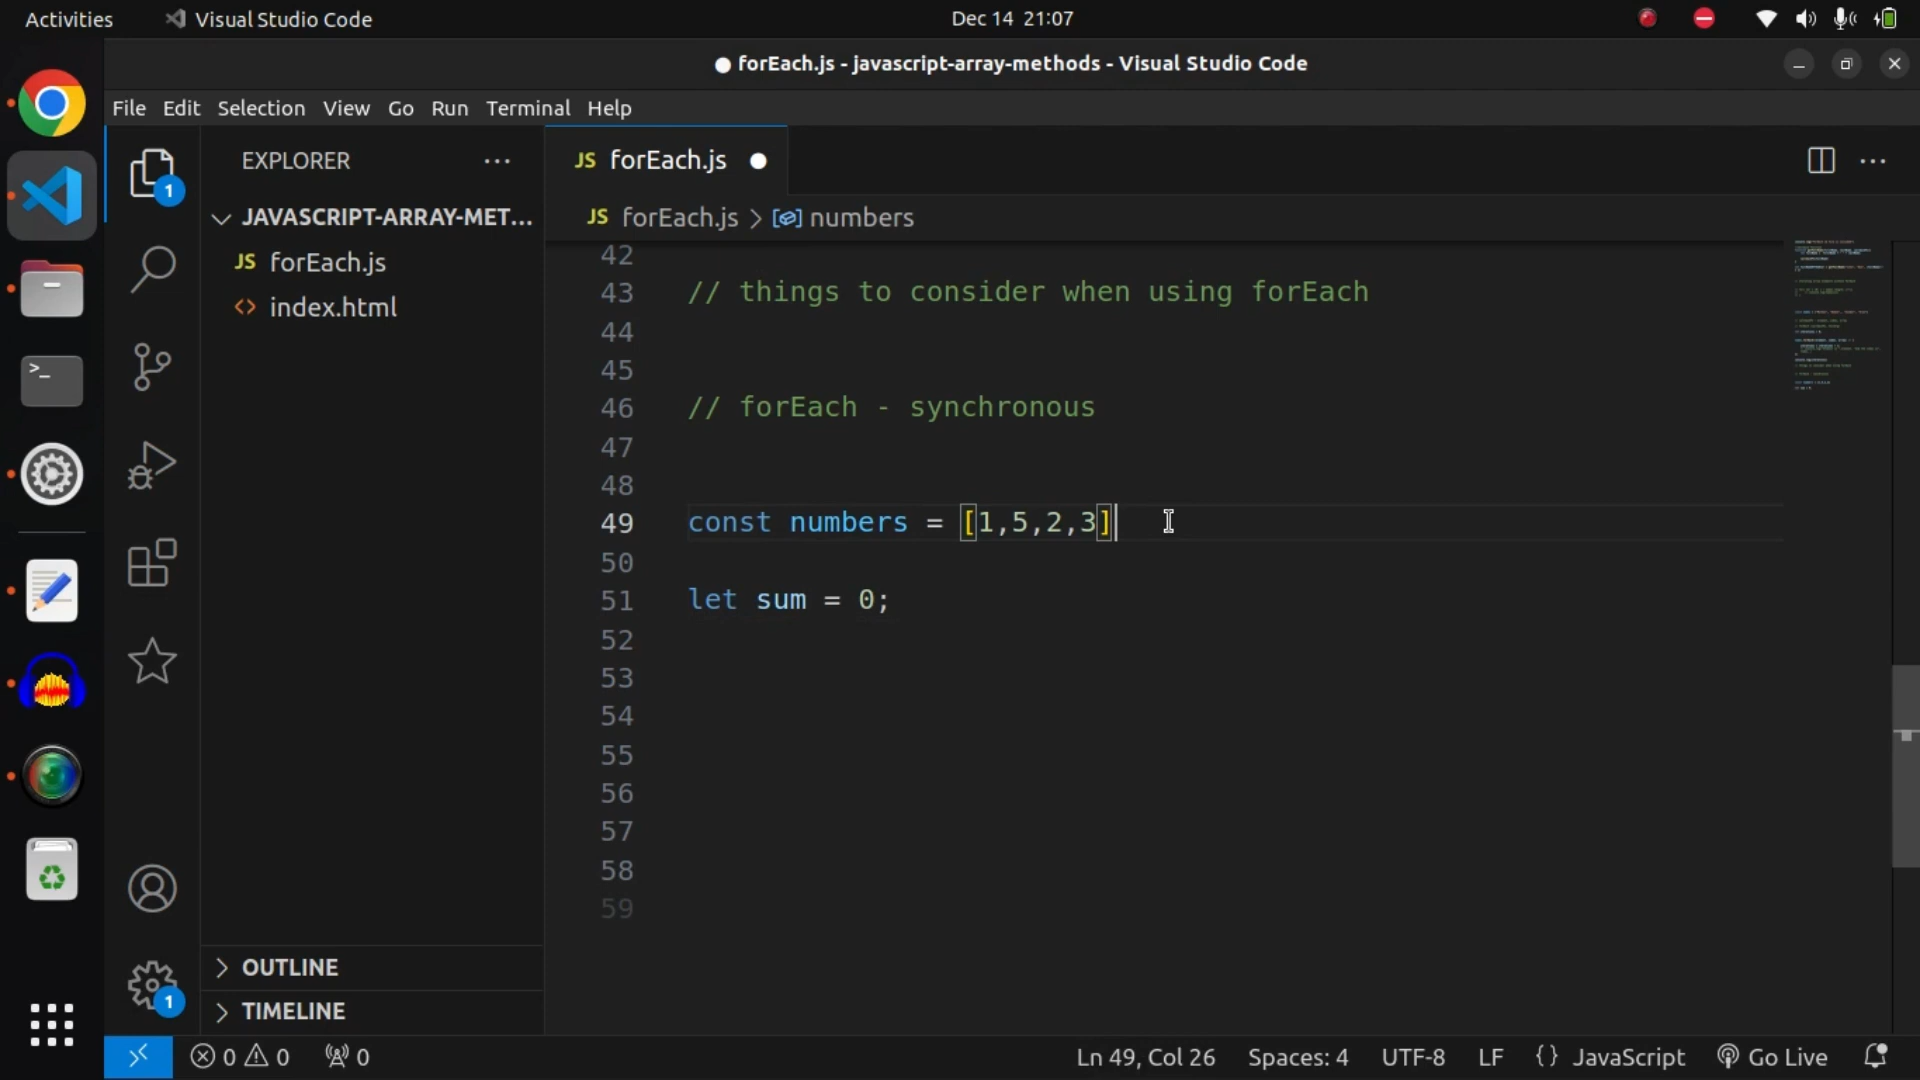 Activities
Visual Studio Code
Dec 14 21:07
● forEach.js - javascript-array-methods - Visual Studio Code
File Edit Selection View Go Run Terminal Help
EXPLORER
JAVASCRIPT-ARRAY-MET...
JS forEach.js
<> index.html
OUTLINE
TIMELINE
1
1
JS forEach.js
JS forEach.js > numbers
42
43 // things to consider when using forEach
44
45
46 // forEach - synchronous
47
48
49 const numbers = [1,5,2,3]
50
51 let sum = 0;
52
53
54
55
56
57
58
59
0 0 0
Ln 49, Col 26 Spaces: 4 UTF-8 LF {} JavaScript Go Live